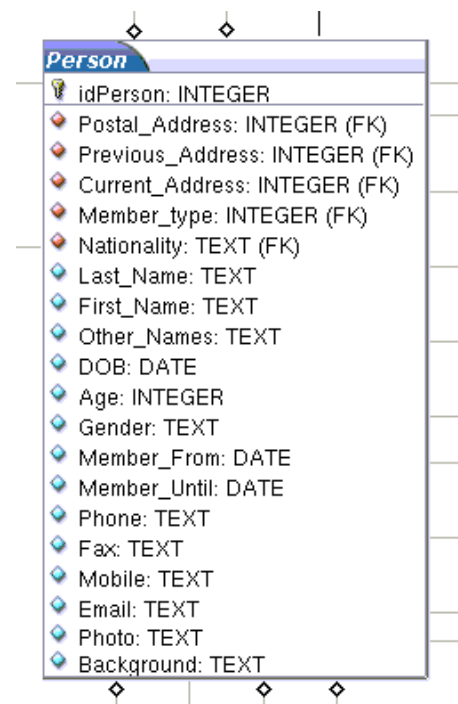 Person
idPerson: INTEGER
Postal_Address: INTEGER (FK)
Previous_Address: INTEGER (FK)
Current_Address: INTEGER (FK)
Member_type: INTEGER (FK)
Nationality: TEXT (FK)
Last_Name: TEXT
First_Name: TEXT
Other_Names: TEXT
DOB: DATE
Age: INTEGER
Gender: TEXT
Member_From: DATE
Member_Until: DATE
Phone: TEXT
Fax: TEXT
Mobile: TEXT
Email: TEXT
Photo: TEXT
Background: TEXT